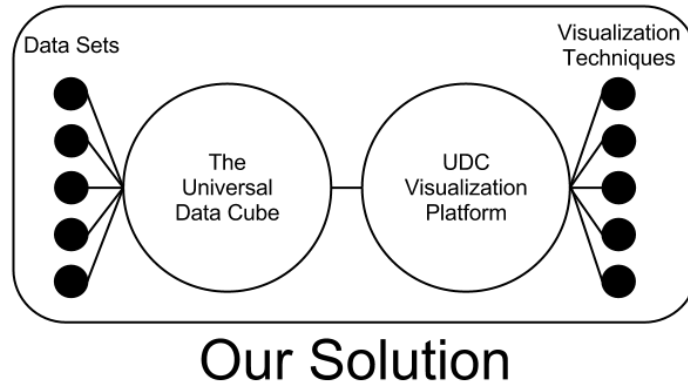 Data Sets
Visualization
Techniques
The
Universal
Data Cube
UDC
Visualization
Platform
Our Solution